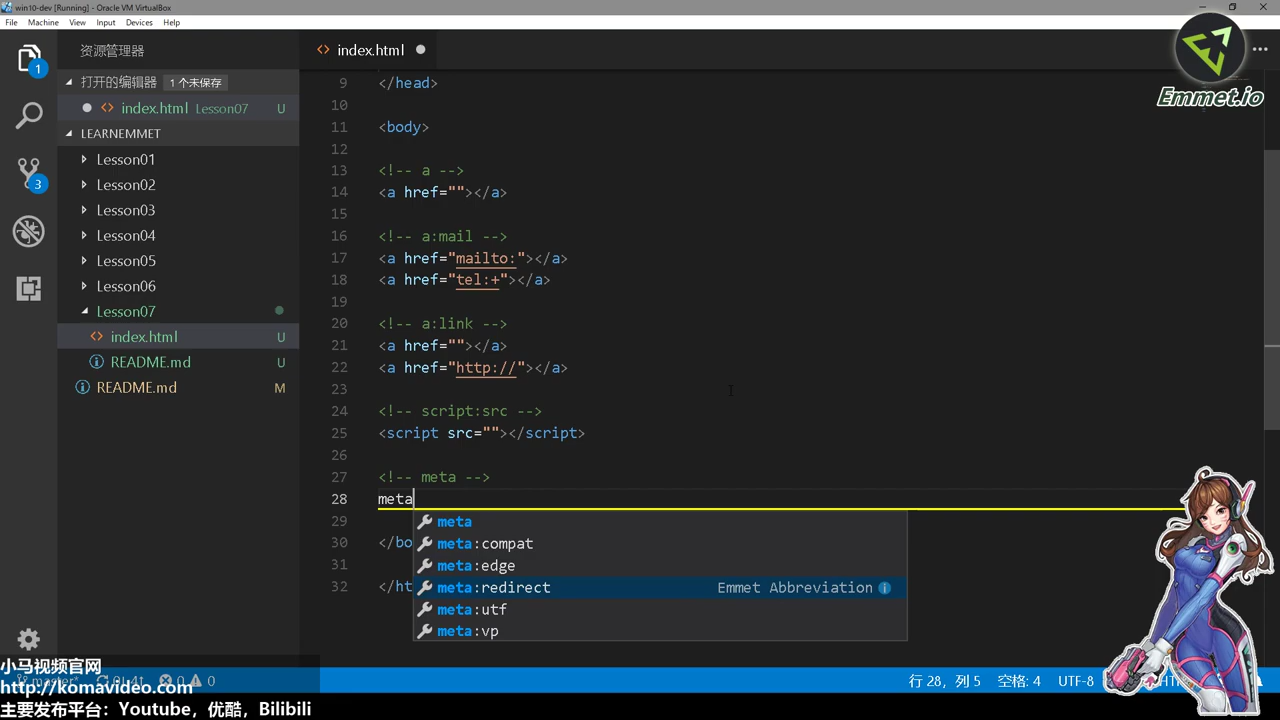 win10-dev [Running] - Oracle VM VirtualBox
File Machine View Input Devices Help
资源管理器
打开的编辑器 1 个未保存
index.html Lesson07 U
LEARNEMMET
Lesson01
Lesson02
Lesson03
Lesson04
Lesson05
Lesson06
Lesson07
index.html U
README.md U
README.md M
1
3
index.html
Emmet.io
9 </head>
10
11 <body>
12
13 <!-- a -->
14 <a href=""></a>
15
16 <!-- a:mail -->
17 <a href="mailto:"></a>
18 <a href="tel:+"></a>
19
20 <!-- a:link -->
21 <a href=""></a>
22 <a href="http://"></a>
23
24 <!-- script:src -->
25 <script src=""></script>
26
27 <!-- meta -->
28 meta
29
30 </bo
31
32 </ht
meta
meta:compat
meta:edge
meta:redirect Emmet Abbreviation
meta:utf
meta:vp
小马视频官网
http://komavideo.com
主要发布平台：Youtube，优酷，Bilibili
master* 0 0
行 28，列 5 空格: 4 UTF-8